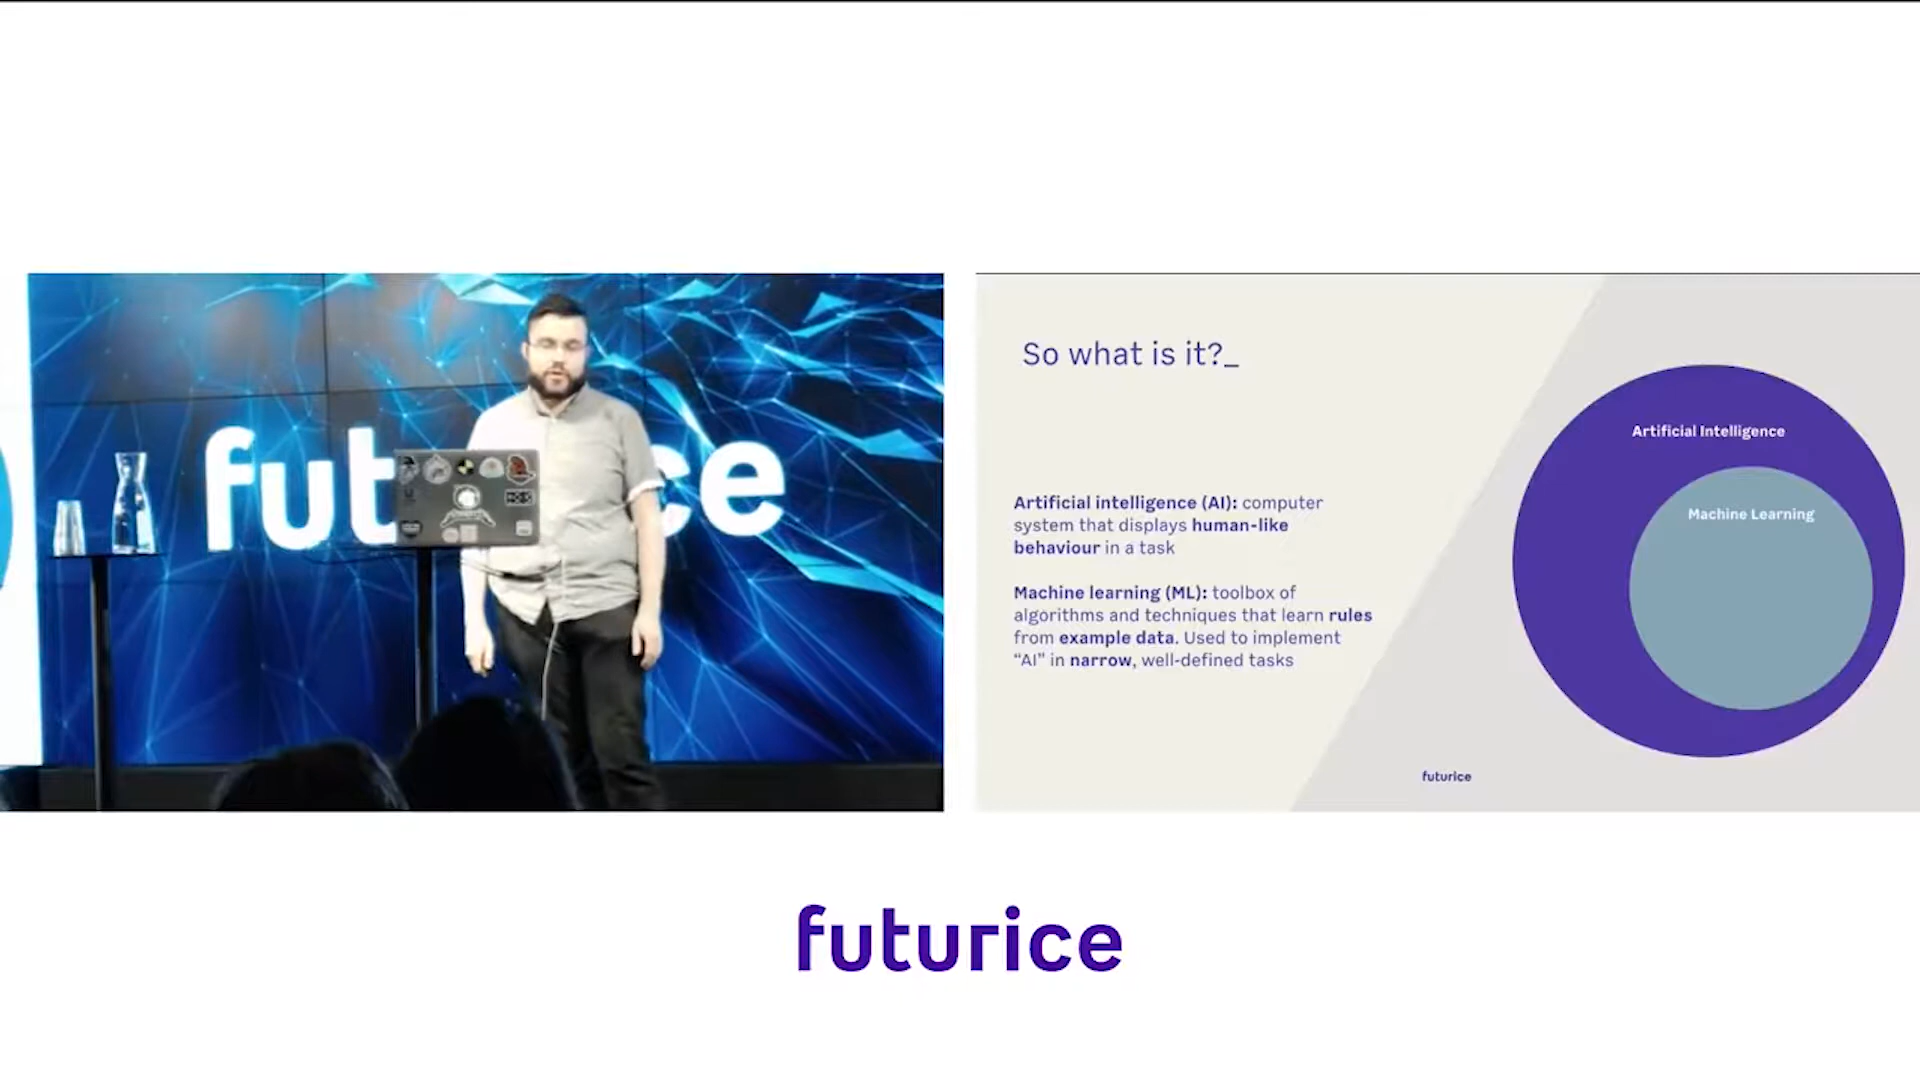 futurice
So what is it?_
Artificial intelligence (AI): computer
system that displays human-like
behaviour in a task
Machine learning (ML): toolbox of
algorithms and techniques that learn rules
from example data. Used to implement
“AI” in narrow, well-defined tasks
Artificial Intelligence
Machine Learning
futurice
futurice